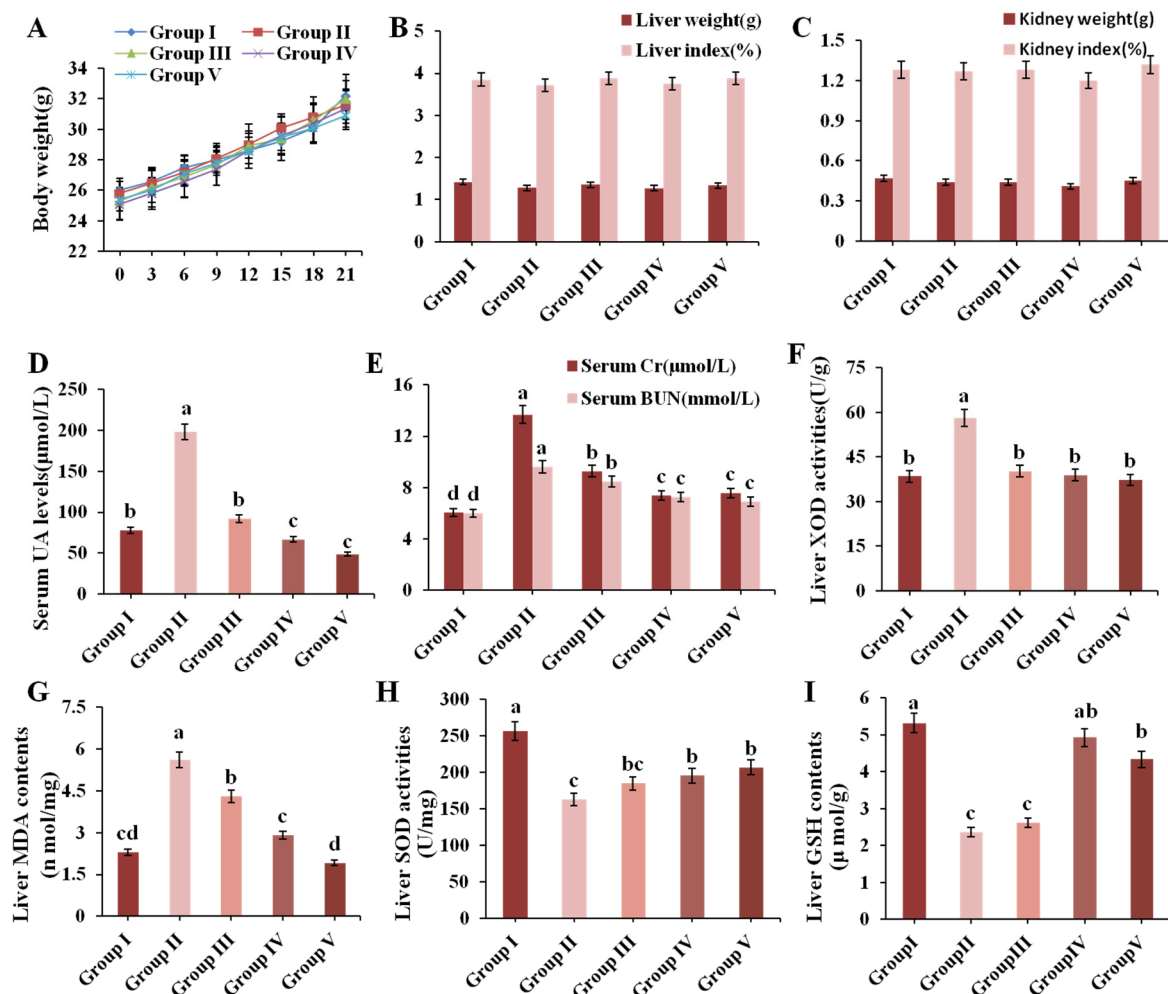 A
Group I
Group II
Group III
Group IV
Group V
Body weight(g)
34
32
30
28
26
24
22
0 3 6 9 12 15 18 21
B
Liver weight(g)
Liver index(%)
5
4
3
2
1
0
Group I Group II Group III Group IV Group V
C
Kidney weight(g)
Kidney index(%)
1.5
1.2
0.9
0.6
0.3
0
Group I Group II Group III Group IV Group V
D
Serum UA levels(μmol/L)
250
200
150
100
50
0
b a b c c
Group I Group II Group III Group IV Group V
E
Serum Cr(μmol/L)
Serum BUN(mmol/L)
16
12
8
4
0
d d a a b b c c c c
Group I Group II Group III Group IV Group V
F
Liver XOD activities(U/g)
75
60
45
30
15
0
b a b b b
Group I Group II Group III Group IV Group V
G
Liver MDA contents
(n mol/mg)
7.5
6
4.5
3
1.5
0
cd a b c d
Group I Group II Group III Group IV Group V
H
Liver SOD activities
(U/mg)
300
250
200
150
100
50
0
a c bc b b
Group I Group II Group III Group IV Group V
I
Liver GSH contents
(μ mol/g)
6
5
4
3
2
1
0
a c c ab b
GroupI GroupII GroupIII GroupIV GroupV